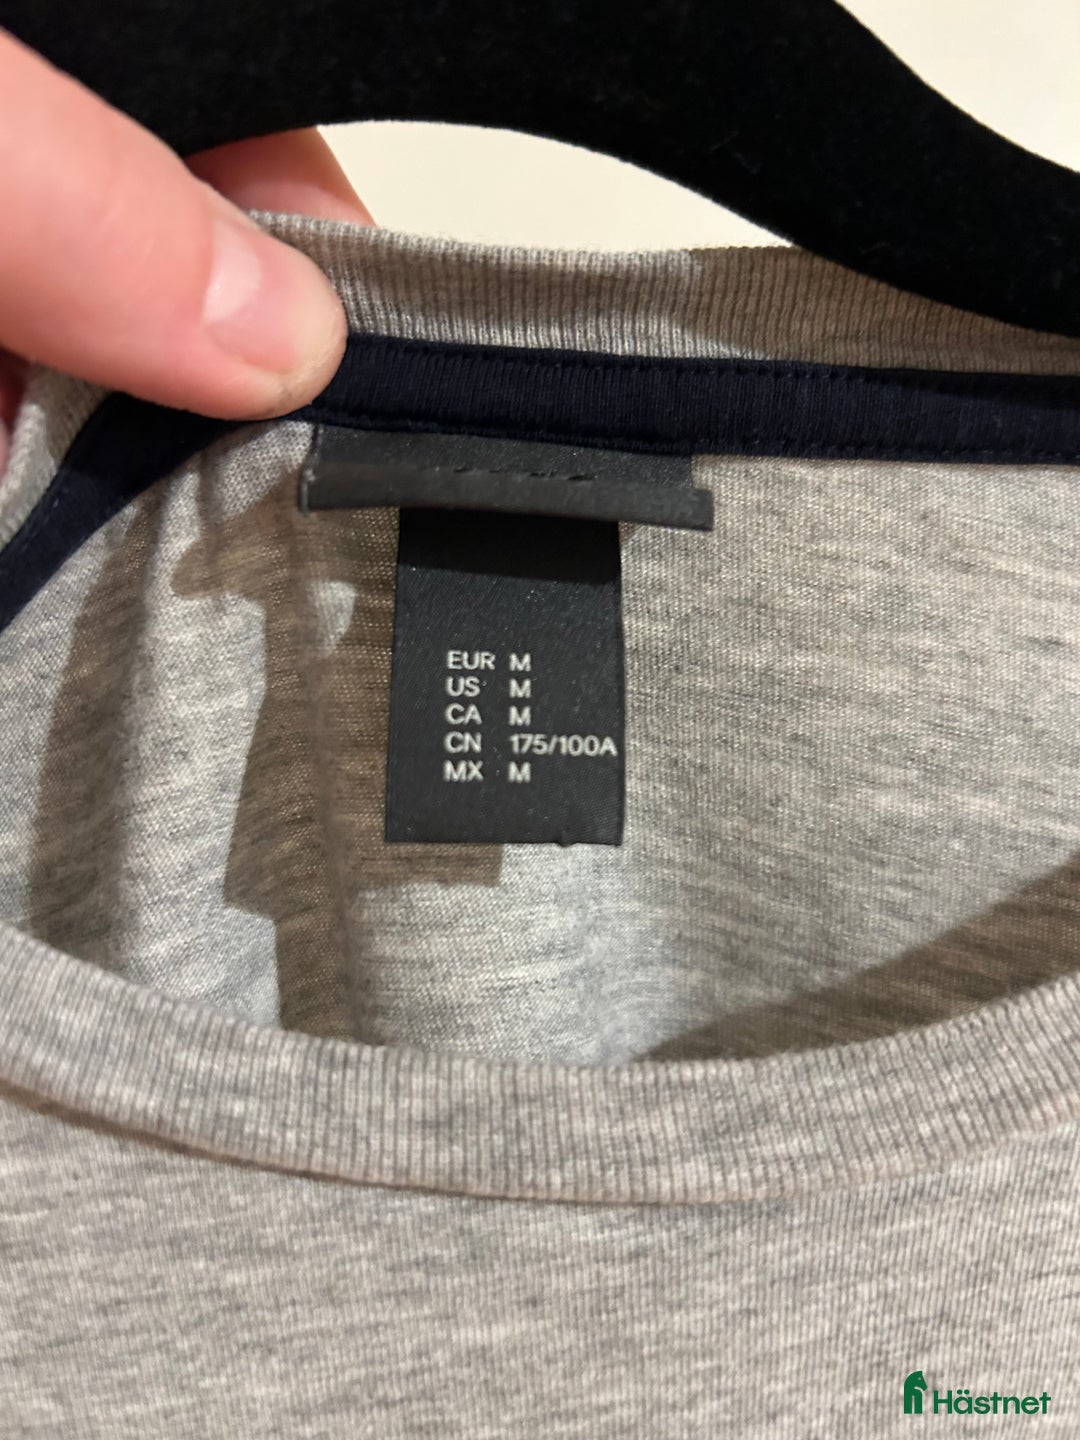 EUR M
US M
CA M
CN 175/100A
MX M
Hästnet